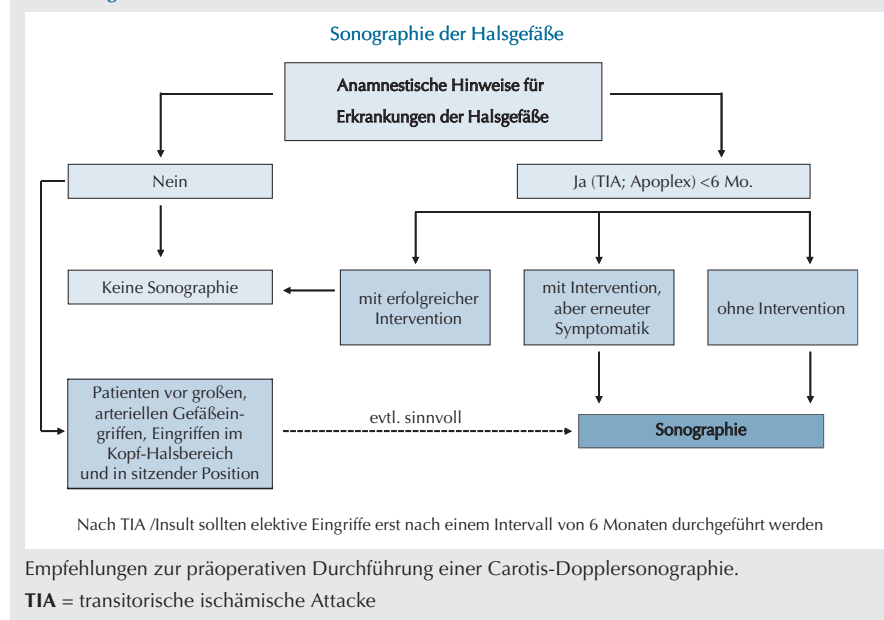 Sonographie der Halsgefäße
Anamnestische Hinweise für
Erkrankungen der Halsgefäße
Nein
Ja (TIA; Apoplex) <6 Mo.
Keine Sonographie
mit erfolgreicher
Intervention
mit Intervention,
aber erneuter
Symptomatik
ohne Intervention
Patienten vor großen,
arteriellen Gefäßein-
griffen, Eingriffen im
Kopf-Halsbereich
und in sitzender Position
evtl. sinnvoll
Sonographie
Nach TIA /Insult sollten elektive Eingriffe erst nach einem Intervall von 6 Monaten durchgeführt werden
Empfehlungen zur präoperativen Durchführung einer Carotis-Dopplersonographie.
TIA = transitorische ischämische Attacke